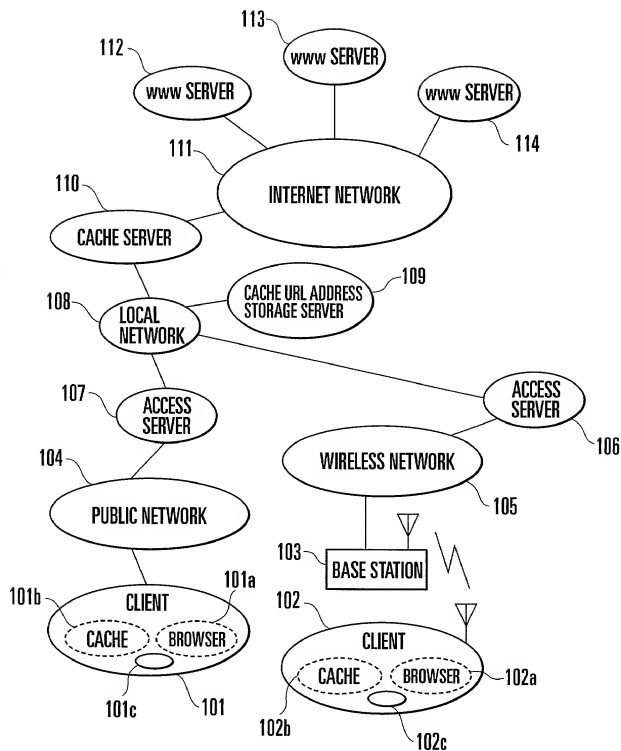 113
112
www SERVER
www SERVER
www SERVER
111
114
INTERNET NETWORK
110
CACHE SERVER
109
108
CACHE URL ADDRESS
STORAGE SERVER
LOCAL
NETWORK
107
ACCESS
SERVER
ACCESS
SERVER
106
104
WIRELESS NETWORK
105
PUBLIC NETWORK
103
BASE STATION
101b
101a
CLIENT
102
CACHE
BROWSER
CLIENT
101c
101
CACHE
BROWSER
102a
102b
102c